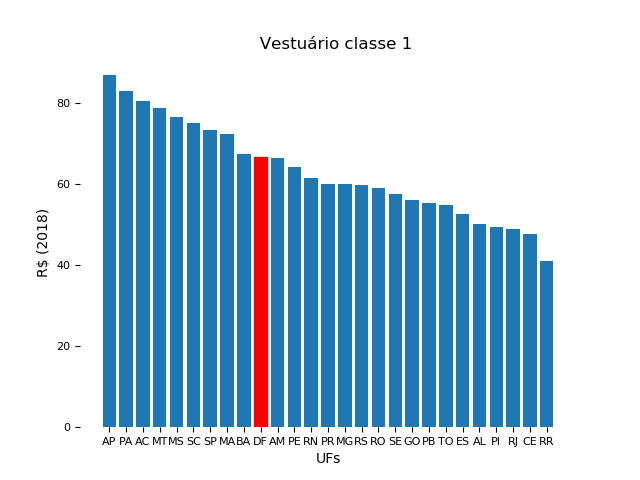 Vestuário classe 1
80
60
40
20
0
R$ (2018)
AP PA AC MT MS SC SP MA BA DF AM PE RN PR MG RS RO SE GO PB TO ES AL PI RJ CE RR
UFs